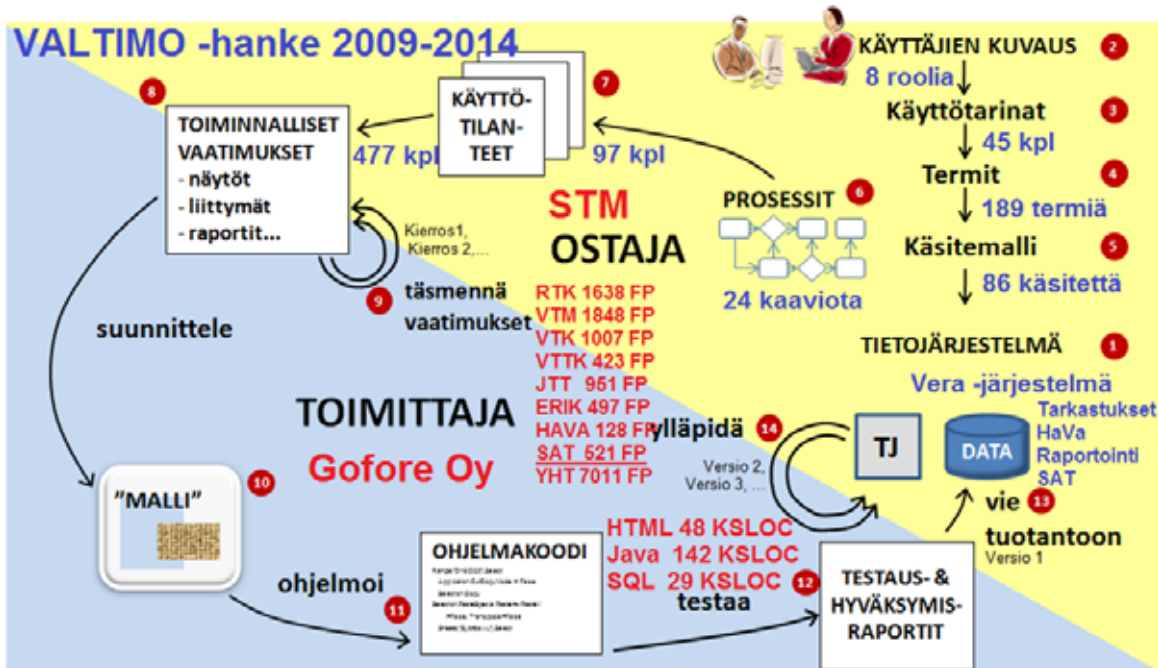 VALTIMO -hanke 2009-2014
KÄYTTÄJIEN KUVAUS
2
8 roolia
Käyttötarinat
3
45 kpl
Termit
4
189 termiä
Käsitemalli
5
86 käsitettä
TIETOJÄRJESTELMÄ
1
Vera -järjestelmä
Tarkastukset
HaVa
Raportointi
SAT
TJ
DATA
PROSESSIT
6
24 kaaviota
7
KÄYTTÖ-
TILAN-
TEET
97 kpl
8
TOIMINNALLISET
VAATIMUKSET
- näytöt
- liittymät
- raportit...
477 kpl
Kierros1,
Kierros 2,...
9
täsmennä
vaatimukset
STM
OSTAJA
RTK 1638 FP
VTM 1848 FP
VTK 1007 FP
VTTK 423 FP
JTT 951 FP
ERIK 497 FP
HAVA 128 FP
SAT 521 FP
YHT 7011 FP
suunnittele
TOIMITTAJA
Gofore Oy
10
"MALLI"
ohjelmoi
11
OHJELMAKOODI
HTML 48 KSLOC
Java 142 KSLOC
SQL 29 KSLOC
12
testaa
TESTAUS- &
HYVÄKSYMIS-
RAPORTIT
vie
13
tuotantoon
Versio 1
ylläpidä
14
Versio 2,
Versio 3, ...